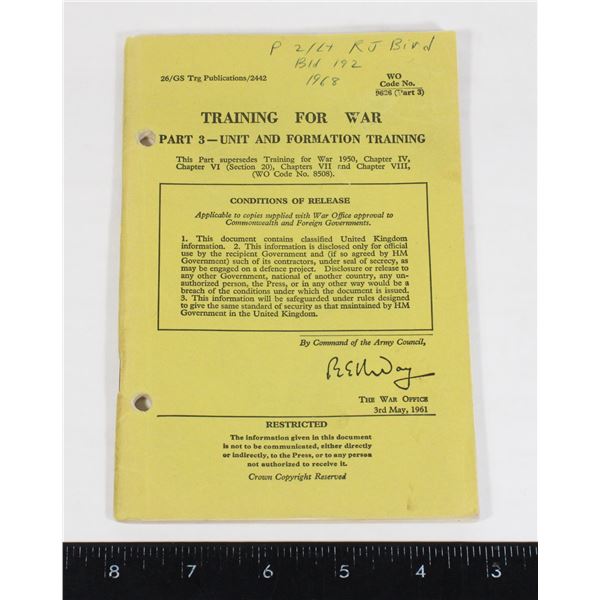 P 2/Lt RJ Bird
Bld 192
1968
26/GS Trg Publications/2442
WO
Code No.
9626 (Part 3)
TRAINING FOR WAR
PART 3—UNIT AND FORMATION TRAINING
This Part supersedes Training for War 1950, Chapter IV,
Chapter VI (Section 20), Chapters VII and Chapter VIII,
(WO Code No. 8508).
CONDITIONS OF RELEASE
Applicable to copies supplied with War Office approval to
Commonwealth and Foreign Governments.
1. This document contains classified United Kingdom
information. 2. This information is disclosed only for official
use by the recipient Government and (if so agreed by HM
Government) such of its contractors, under seal of secrecy, as
may be engaged on a defence project. Disclosure or release to
any other Government, national of another country, any un-
authorized person, the Press, or in any other way would be a
breach of the conditions under which the document is issued.
3. This information will be safeguarded under rules designed
to give the same standard of security as that maintained by HM
Government in the United Kingdom.
By Command of the Army Council,
THE WAR OFFICE
3rd May, 1961
RESTRICTED
The information given in this document
is not to be communicated, either directly
or indirectly, to the Press, or to any person
not authorized to receive it.
Crown Copyright Reserved
8 7 6 5 4 3